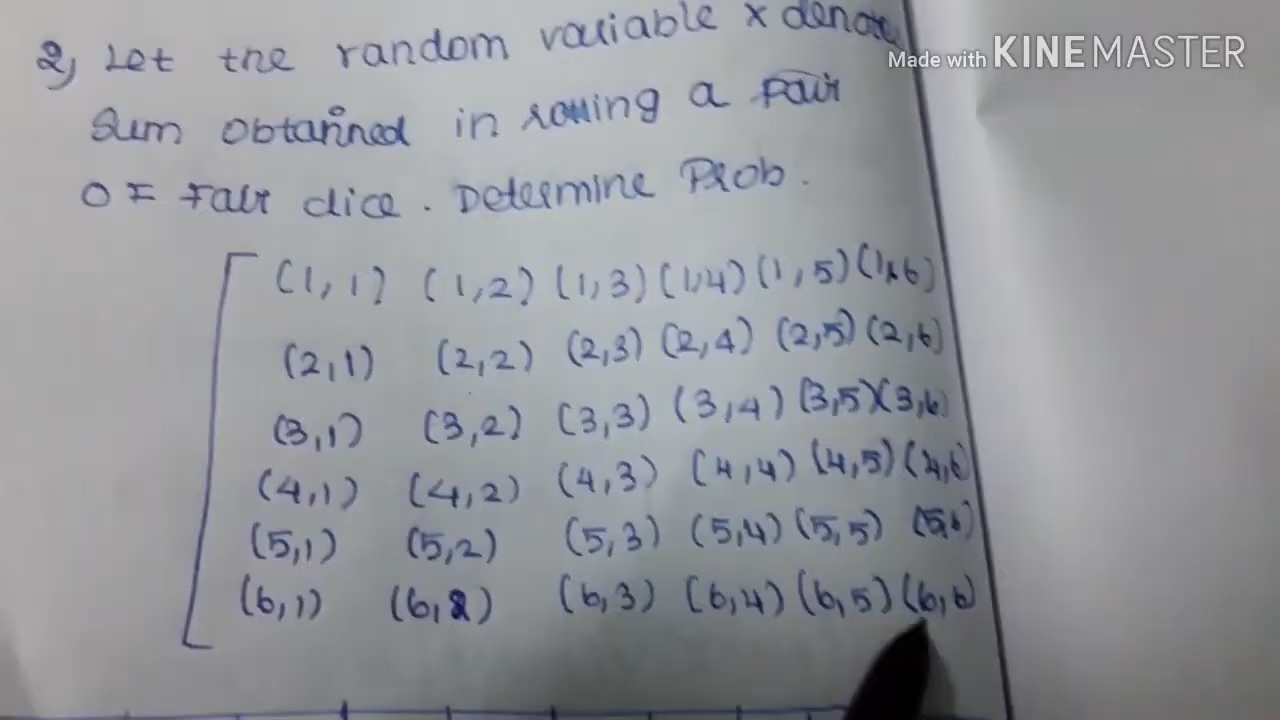 2, Let the random variable x denote
Made with KINEMASTER
Sum obtained in rolling a pair
OF Fair dice. Determine Prob.
(1,1) (1,2) (1,3) (1,4) (1,5) (1,6)
(2,1) (2,2) (2,3) (2,4) (2,5) (2,6)
(3,1) (3,2) (3,3) (3,4) (3,5) (3,6)
(4,1) (4,2) (4,3) (4,4) (4,5) (4,6)
(5,1) (5,2) (5,3) (5,4) (5,5) (5,6)
(6,1) (6,2) (6,3) (6,4) (6,5) (6,6)